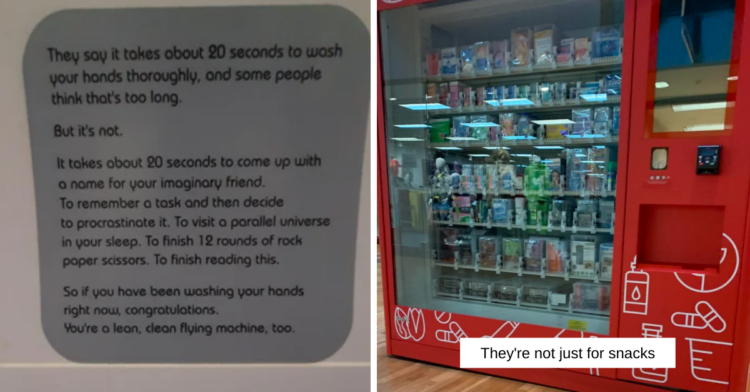 They say it takes about 20 seconds to wash
your hands thoroughly, and some people
think that's too long.
But it's not.
It takes about 20 seconds to come up with
a name for your imaginary friend.
To remember a task and then decide
to procrastinate it. To visit a parallel universe
in your sleep. To finish 12 rounds of rock
paper scissors. To finish reading this.
So if you have been washing your hands
right now, congratulations.
You're a lean, clean flying machine, too.
They're not just for snacks